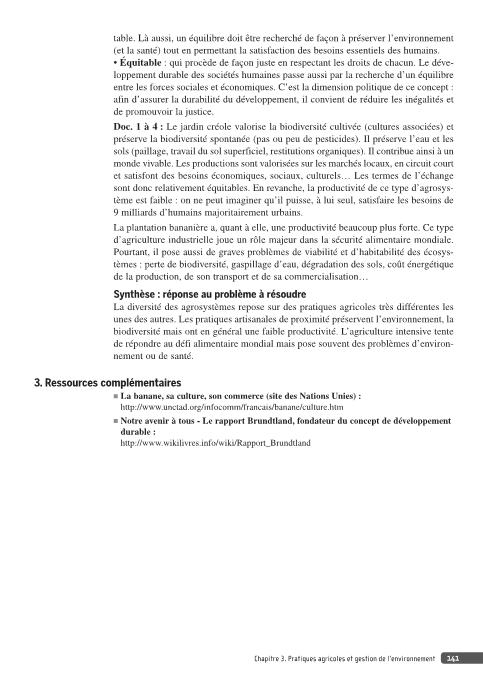 table. Là aussi, un équilibre doit être recherché de façon à préserver l'environnement
(et la santé) tout en permettant la satisfaction des besoins essentiels des humains.
• Équitable : qui procède de façon juste en respectant les droits de chacun. Le déve-
loppement durable des sociétés humaines passe aussi par la recherche d'un équilibre
entre les forces sociales et économiques. C'est la dimension politique de ce concept :
afin d'assurer la durabilité du développement, il convient de réduire les inégalités et
de promouvoir la justice.
Doc. 1 à 4 : Le jardin créole valorise la biodiversité cultivée (cultures associées) et
préserve la biodiversité spontanée (pas ou peu de pesticides). Il préserve l'eau et les
sols (paillage, travail du sol superficiel, restitutions organiques). Il contribue ainsi à un
monde vivable. Les productions sont valorisées sur les marchés locaux, en circuit court
et satisfont des besoins économiques, sociaux, culturels… Les termes de l'échange
sont donc relativement équitables. En revanche, la productivité de ce type d'agrosys-
tème est faible : on ne peut imaginer qu'il puisse, à lui seul, satisfaire les besoins de
9 milliards d'humains majoritairement urbains.
La plantation bananière a, quant à elle, une productivité beaucoup plus forte. Ce type
d'agriculture industrielle joue un rôle majeur dans la sécurité alimentaire mondiale.
Pourtant, il pose aussi de graves problèmes de viabilité et d'habitabilité des écosys-
tèmes : perte de biodiversité, gaspillage d'eau, dégradation des sols, coût énergétique
de la production, de son transport et de sa commercialisation…
Synthèse : réponse au problème à résoudre
La diversité des agrosystèmes repose sur des pratiques agricoles très différentes les
unes des autres. Les pratiques artisanales de proximité préservent l'environnement, la
biodiversité mais ont en général une faible productivité. L'agriculture intensive tente
de répondre au défi alimentaire mondial mais pose souvent des problèmes d'environ-
nement ou de santé.
3. Ressources complémentaires
■ La banane, sa culture, son commerce (site des Nations Unies) :
http://www.unctad.org/infocomm/francais/banane/culture.htm
■ Notre avenir à tous - Le rapport Brundtland, fondateur du concept de développement
durable :
http://www.wikilivres.info/wiki/Rapport_Brundtland
Chapitre 3. Pratiques agricoles et gestion de l'environnement 141